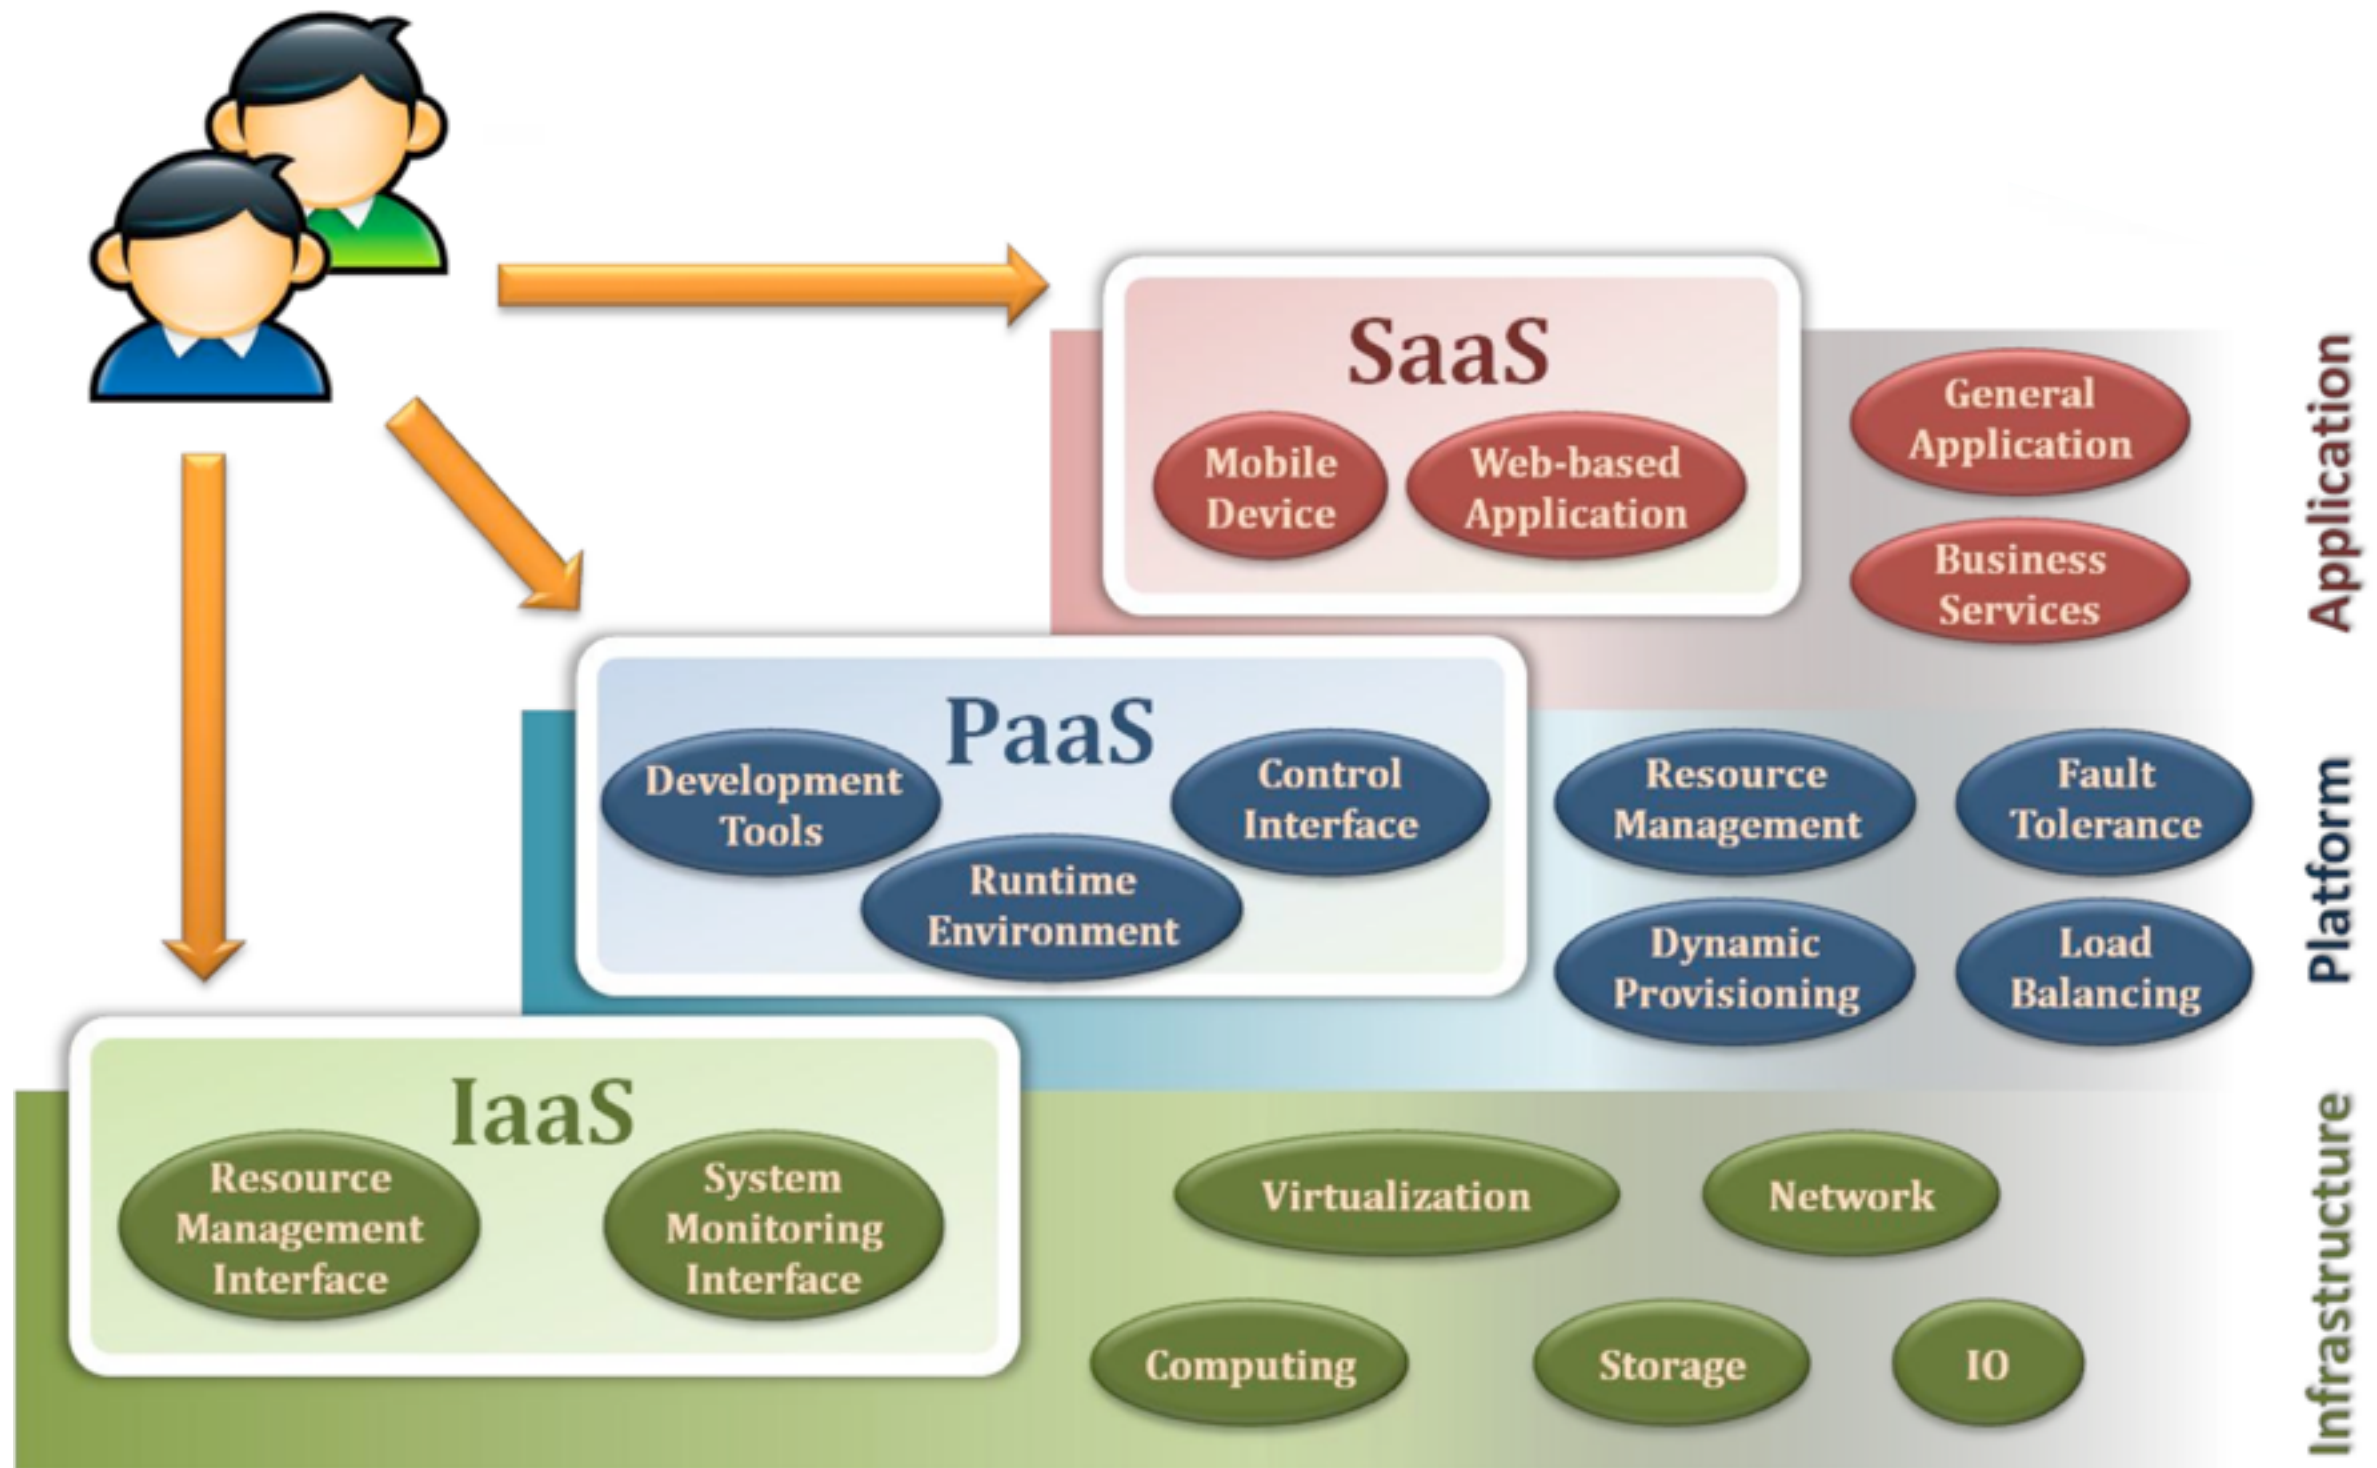 SaaS
Mobile
Device
Web-based
Application
General
Application
Business
Services
Application
PaaS
Development
Tools
Control
Interface
Runtime
Environment
Resource
Management
Fault
Tolerance
Dynamic
Provisioning
Load
Balancing
Platform
IaaS
Resource
Management
Interface
System
Monitoring
Interface
Virtualization
Network
Computing
Storage
IO
Infrastructure